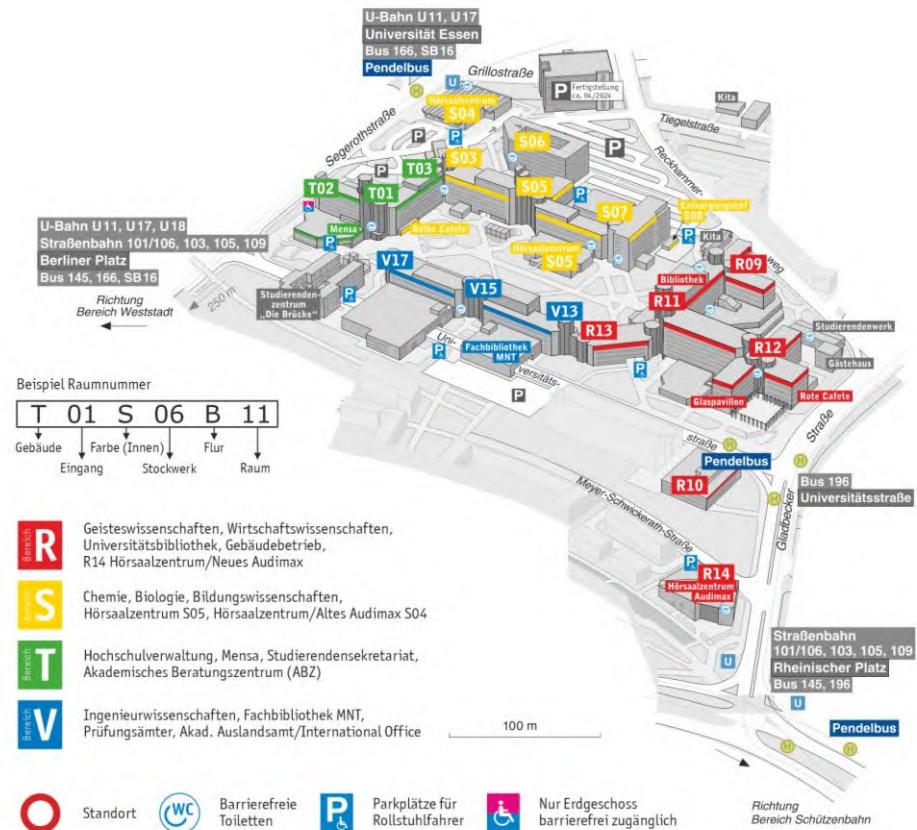 U-Bahn U11, U17
Universität Essen
Bus 166, SB16
Pendelbus
H
U
WC
Grillostraße
Segerothstraße
P
Fertigstellung
ca. 04/2024
Kita
Tiegelstraße
Reckhammer-
weg
Hörsaalzentrum
S04
P
P
P
P
S03
S06
S05
S07
P
Entsorgungshof
S08
P
Kita
T03
T02
T01
Mensa
P
Gelbe Cafete
Hörsaalzentrum
S05
U-Bahn U11, U17, U18
Straßenbahn 101/106, 103, 105, 109
Berliner Platz
Bus 145, 166, SB16
Richtung
Bereich Weststadt
250 m
Studierenden-
zentrum
„Die Brücke“
P
V17
V15
V13
Fachbibliothek
MNT
P
Uni-
versitäts-
straße
P
P
Bibliothek
R09
R11
R13
R12
Studierendenwerk
Gästehaus
Glaspavillon
Rote Cafete
H
Pendelbus
H
H
Bus 196
Universitätsstraße
Gladbecker
Straße
R10
Meyer-Schwickerath-Straße
P
R14
Hörsaalzentrum
Audimax
U
Straßenbahn
101/106, 103, 105, 109
Rheinischer Platz
Bus 145, 196
U
Pendelbus
H
H
Richtung
Bereich Schützenbahn
Beispiel Raumnummer
T 01 S 06 B 11
Gebäude Farbe (Innen) Flur
Eingang Stockwerk Raum
Bereich R
Geisteswissenschaften, Wirtschaftswissenschaften,
Universitätsbibliothek, Gebäudebetrieb,
R14 Hörsaalzentrum/Neues Audimax
Bereich S
Chemie, Biologie, Bildungswissenschaften,
Hörsaalzentrum S05, Hörsaalzentrum/Altes Audimax S04
Bereich T
Hochschulverwaltung, Mensa, Studierendensekretariat,
Akademisches Beratungszentrum (ABZ)
Bereich V
Ingenieurwissenschaften, Fachbibliothek MNT,
Prüfungsämter, Akad. Auslandsamt/International Office
100 m
Standort
WC
Barrierefreie
Toiletten
P
Parkplätze für
Rollstuhlfahrer
Nur Erdgeschoss
barrierefrei zugänglich